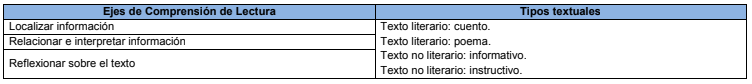 Ejes de Comprensión de Lectura
Tipos textuales
Localizar información
Relacionar e interpretar información
Reflexionar sobre el texto
Texto literario: cuento.
Texto literario: poema.
Texto no literario: informativo.
Texto no literario: instructivo.